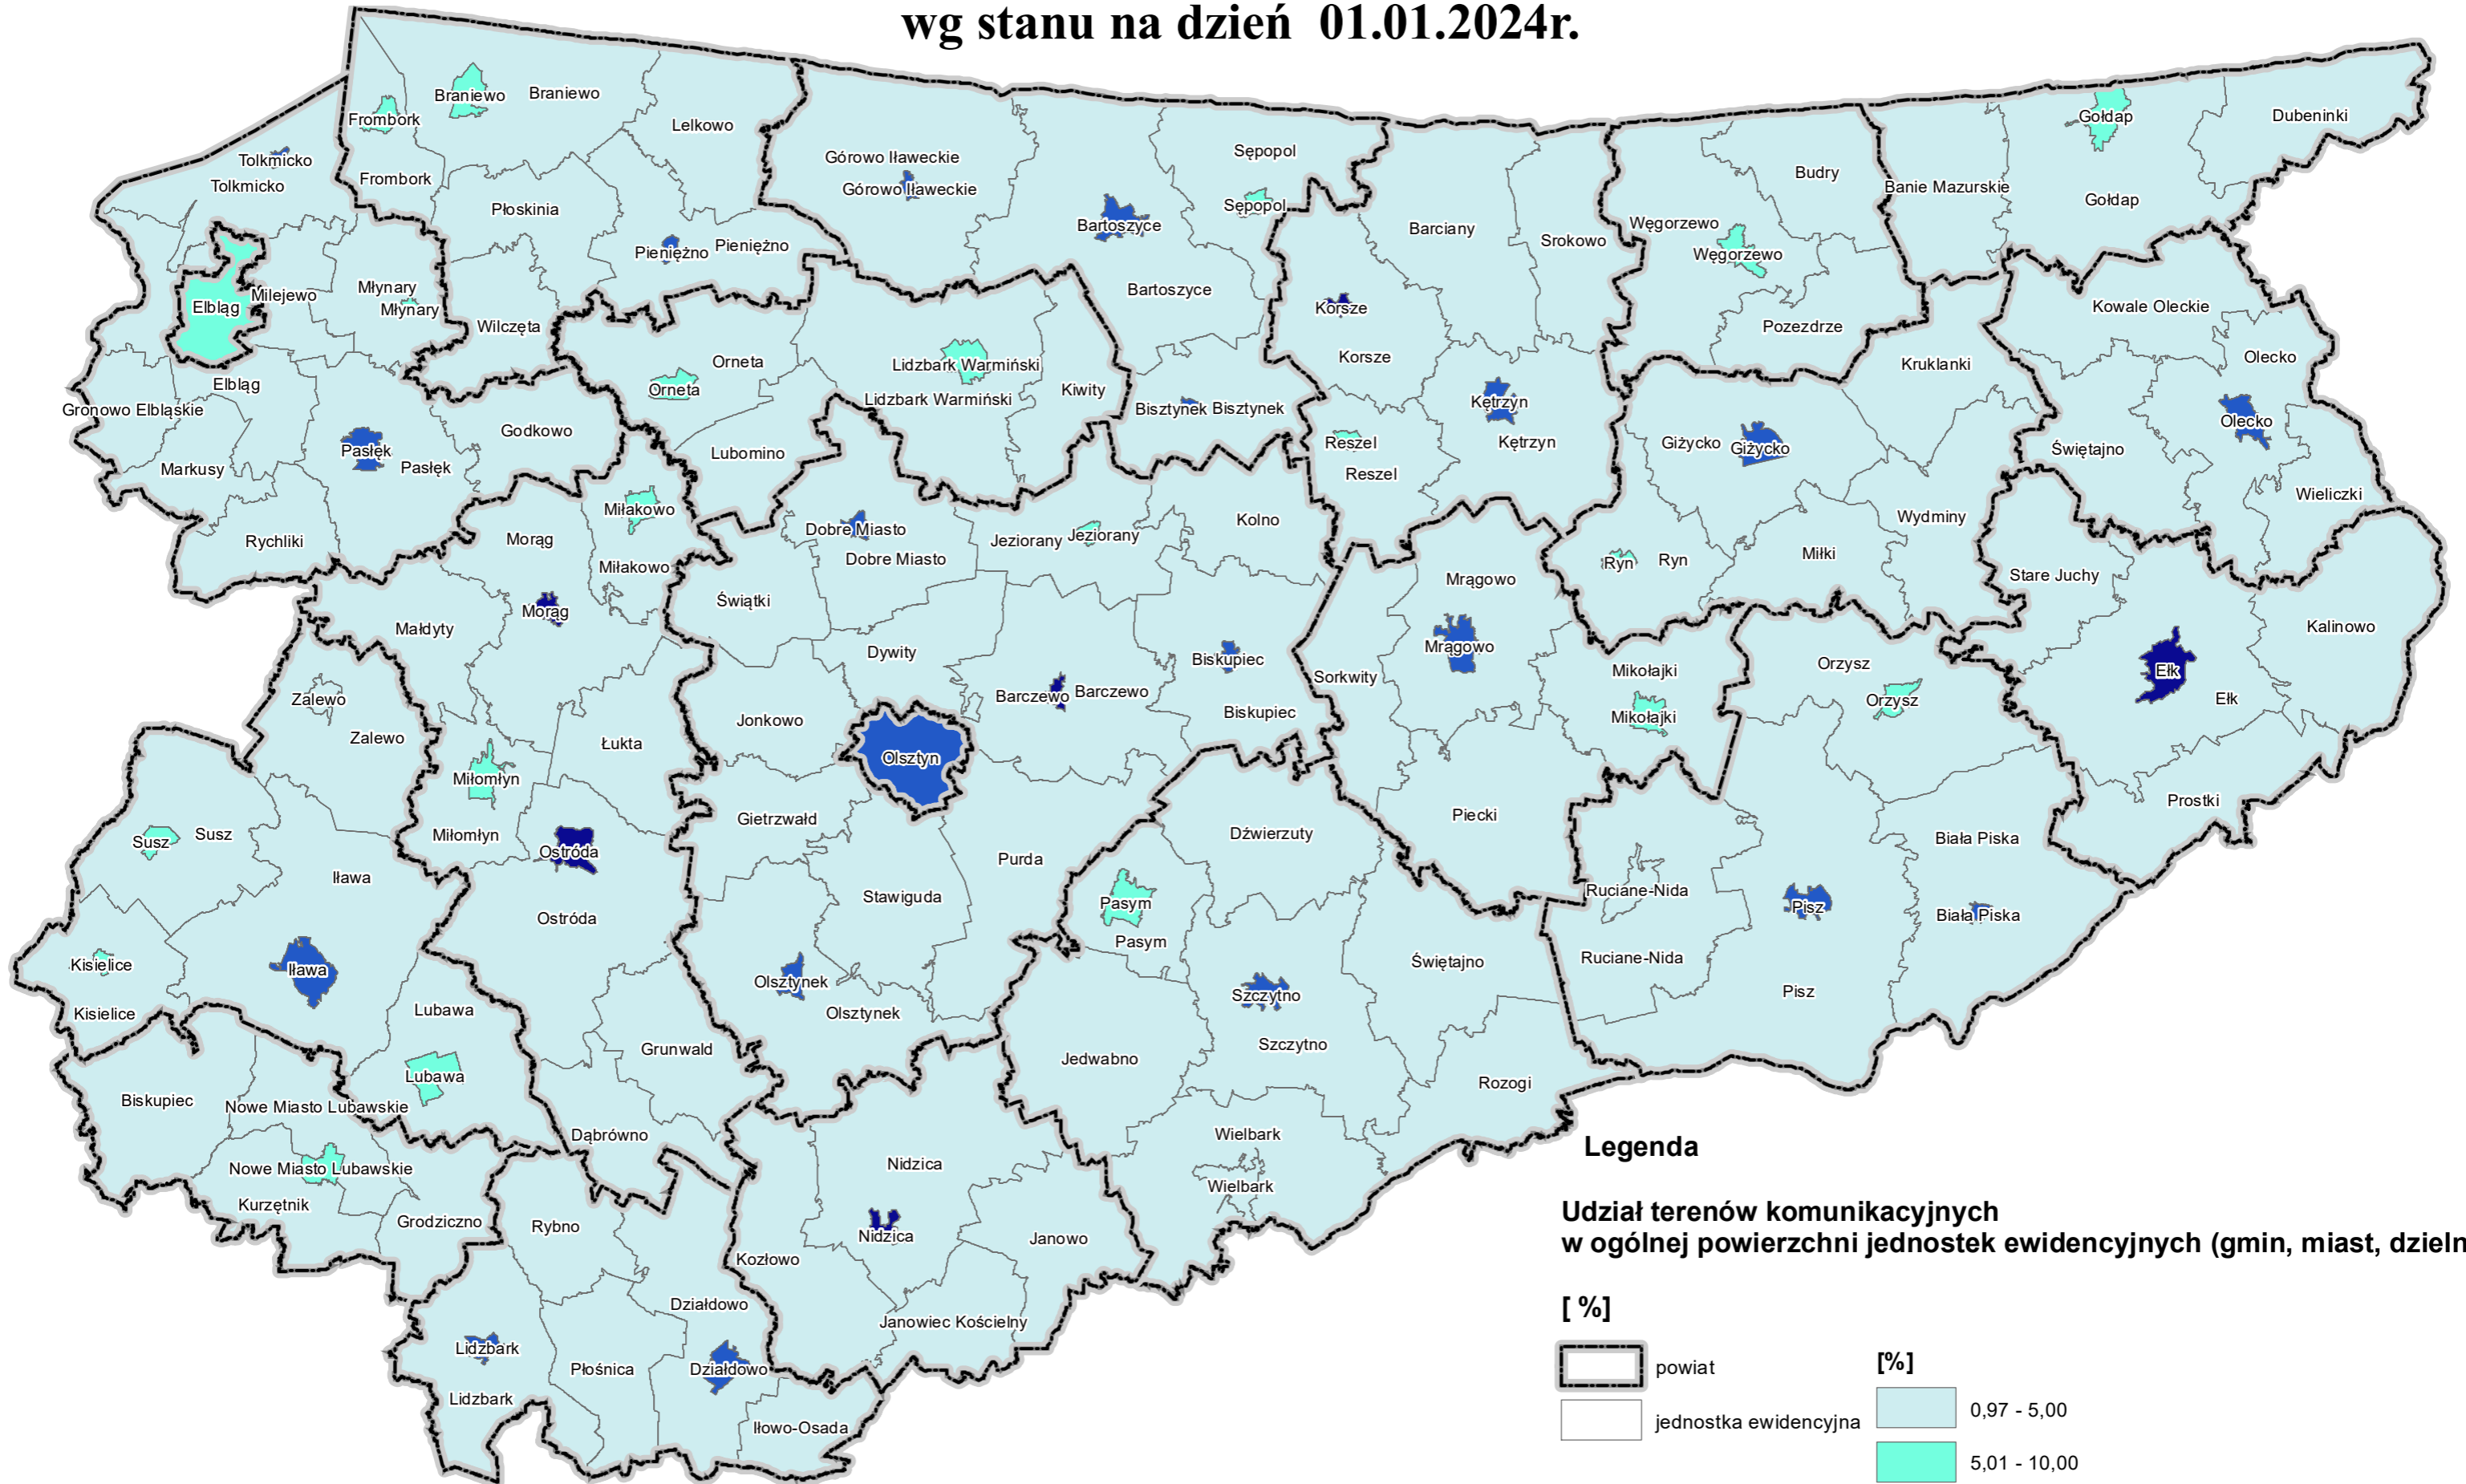 wg stanu na dzień 01.01.2024r.
Braniewo
Braniewo
Frombork
Lelkowo
Gołdap
Dubeninki
Tolkmicko
Tolkmicko
Frombork
Górowo Iławeckie
Górowo Iławeckie
Sępopol
Sępopol
Budry
Banie Mazurskie
Gołdap
Płoskinia
Bartoszyce
Barciany
Srokowo
Węgorzewo
Węgorzewo
Pieniężno
Pieniężno
Elbląg
Milejewo
Młynary
Młynary
Wilczęta
Bartoszyce
Korsze
Korsze
Pozezdrze
Kowale Oleckie
Olecko
Kruklanki
Elbląg
Orneta
Orneta
Lidzbark Warmiński
Lidzbark Warmiński
Kiwity
Bisztynek
Bisztynek
Kętrzyn
Kętrzyn
Gronowo Elbląskie
Godkowo
Pasłęk
Pasłęk
Markusy
Lubomino
Reszel
Reszel
Giżycko
Giżycko
Świętajno
Olecko
Wieliczki
Rychliki
Miłakowo
Morąg
Miłakowo
Dobre Miasto
Dobre Miasto
Jeziorany
Jeziorany
Kolno
Wydminy
Ryn
Ryn
Miłki
Stare Juchy
Świątki
Mrągowo
Mrągowo
Morąg
Małdyty
Dywity
Kalinowo
Biskupiec
Sorkwity
Mikołajki
Mikołajki
Orzysz
Orzysz
Ełk
Ełk
Zalewo
Zalewo
Barczewo
Barczewo
Jonkowo
Biskupiec
Łukta
Olsztyn
Miłomłyn
Miłomłyn
Gietrzwałd
Piecki
Prostki
Susz
Susz
Ostróda
Dźwierzuty
Biała Piska
Purda
Iława
Stawiguda
Pasym
Pasym
Ruciane-Nida
Pisz
Biała Piska
Ostróda
Kisielice
Iława
Olsztynek
Olsztynek
Szczytno
Świętajno
Ruciane-Nida
Pisz
Kisielice
Lubawa
Grunwald
Szczytno
Jedwabno
Lubawa
Rozogi
Biskupiec
Nowe Miasto Lubawskie
Dąbrówno
Wielbark
Nowe Miasto Lubawskie
Nidzica
Wielbark
Kurzętnik
Grodziczno
Rybno
Nidzica
Janowo
Kozłowo
Działdowo
Janowiec Kościelny
Lidzbark
Płośnica
Działdowo
Lidzbark
Iłowo-Osada
Legenda
Udział terenów komunikacyjnych
w ogólnej powierzchni jednostek ewidencyjnych (gmin, miast, dzieln
[ %]
powiat
jednostka ewidencyjna
[%]
0,97 - 5,00
5,01 - 10,00